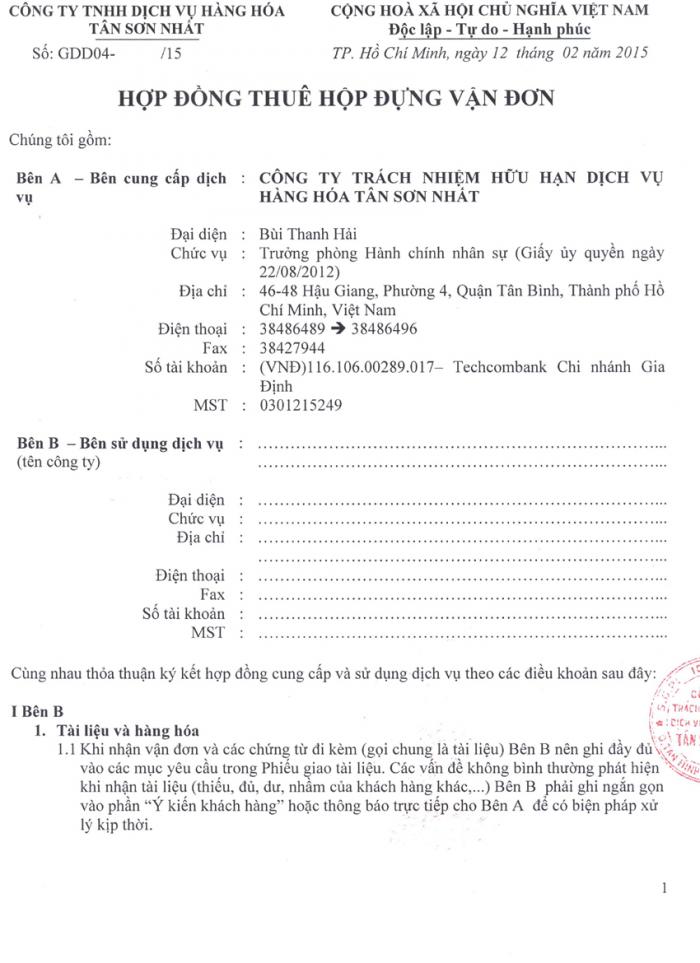 CÔNG TY TNHH DỊCH VỤ HÀNG HÓA
TÂN SƠN NHẤT
Số: GDD04- /15
CỘNG HOÀ XÃ HỘI CHỦ NGHĨA VIỆT NAM
Độc lập - Tự do - Hạnh phúc
TP. Hồ Chí Minh, ngày 12 tháng 02 năm 2015
HỢP ĐỒNG THUÊ HỘP ĐỰNG VẬN ĐƠN
Chúng tôi gồm:
Bên A – Bên cung cấp dịch vụ : CÔNG TY TRÁCH NHIỆM HỮU HẠN DỊCH VỤ
HÀNG HÓA TÂN SƠN NHẤT
Đại diện : Bùi Thanh Hải
Chức vụ : Trưởng phòng Hành chính nhân sự (Giấy ủy quyền ngày
22/08/2012)
Địa chỉ : 46-48 Hậu Giang, Phường 4, Quận Tân Bình, Thành phố Hồ
Chí Minh, Việt Nam
Điện thoại : 38486489 ➔ 38486496
Fax : 38427944
Số tài khoản : (VNĐ)116.106.00289.017– Techcombank Chi nhánh Gia
Định
MST : 0301215249
Bên B – Bên sử dụng dịch vụ : ........................................
(tên công ty) ........................................
Đại diện : ........................................
Chức vụ : ........................................
Địa chỉ : ........................................
........................................
Điện thoại : ........................................
Fax : ........................................
Số tài khoản : ........................................
MST : ........................................
Cùng nhau thỏa thuận ký kết hợp đồng cung cấp và sử dụng dịch vụ theo các điều khoản sau đây:
I Bên B
1. Tài liệu và hàng hóa
1.1 Khi nhận vận đơn và các chứng từ đi kèm (gọi chung là tài liệu) Bên B nên ghi đầy đủ
vào các mục yêu cầu trong Phiếu giao tài liệu. Các vấn đề không bình thường phát hiện
khi nhận tài liệu (thiếu, đủ, dư, nhầm của khách hàng khác,...) Bên B phải ghi ngắn gọn
vào phần “Ý kiến khách hàng” hoặc thông báo trực tiếp cho Bên A để có biện pháp xử
lý kịp thời.
TRÁCH
DỊCH V
TÂN
1